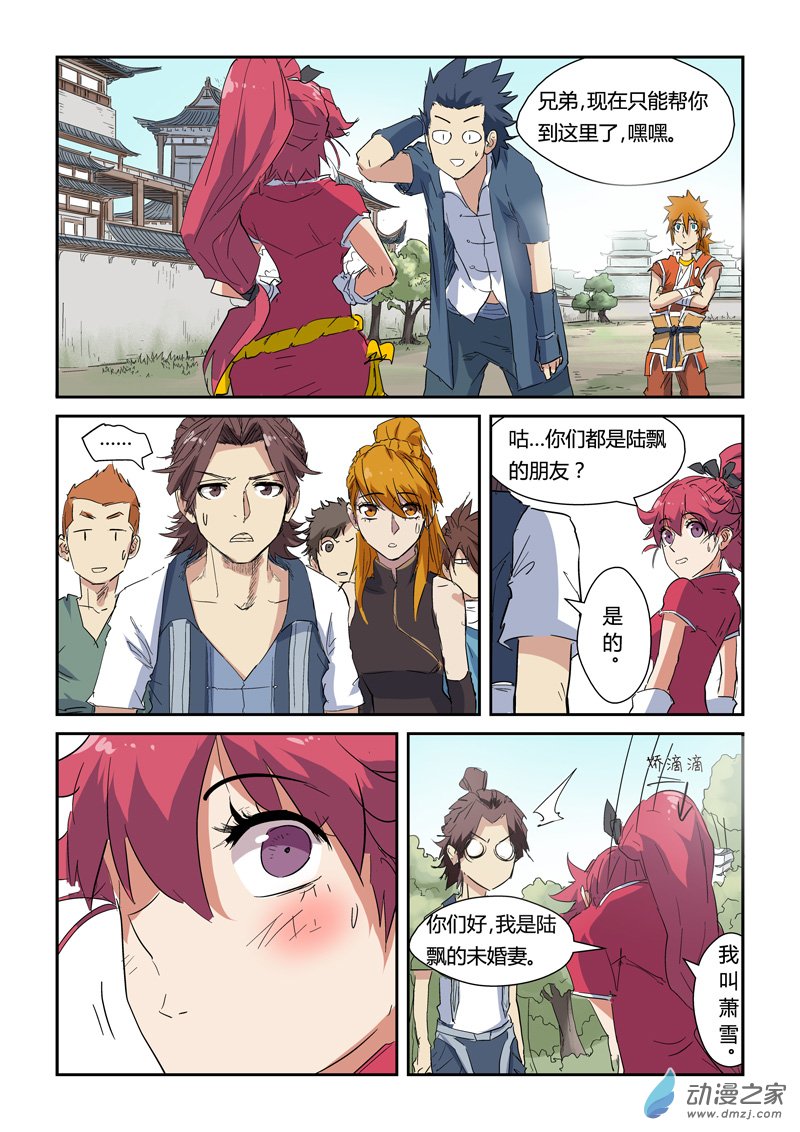 兄弟，现在只能帮你
到这里了，嘿嘿。
……
咕…你们都是陆飘
的朋友？
是的。
娇滴滴
你们好，我是陆
飘的未婚妻。
我叫萧雪。
动漫之家
www.dmzj.com